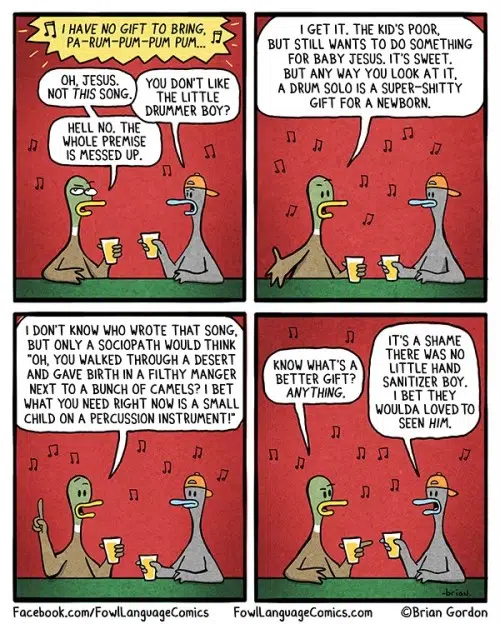 ♫ I HAVE NO GIFT TO BRING,
PA-RUM-PUM-PUM PUM... ♫
OH, JESUS.
NOT THIS SONG.
YOU DON'T LIKE
THE LITTLE
DRUMMER BOY?
HELL NO. THE
WHOLE PREMISE
IS MESSED UP.
I GET IT. THE KID'S POOR,
BUT STILL WANTS TO DO SOMETHING
FOR BABY JESUS. IT'S SWEET.
BUT ANY WAY YOU LOOK AT IT,
A DRUM SOLO IS A SUPER-SHITTY
GIFT FOR A NEWBORN.
I DON'T KNOW WHO WROTE THAT SONG,
BUT ONLY A SOCIOPATH WOULD THINK
"OH, YOU WALKED THROUGH A DESERT
AND GAVE BIRTH IN A FILTHY MANGER
NEXT TO A BUNCH OF CAMELS? I BET
WHAT YOU NEED RIGHT NOW IS A SMALL
CHILD ON A PERCUSSION INSTRUMENT!"
KNOW WHAT'S A
BETTER GIFT?
ANYTHING.
IT'S A SHAME
THERE WAS NO
LITTLE HAND
SANITIZER BOY.
I BET THEY
WOULDA LOVED TO
SEEN HIM.
-brian.
Facebook.com/FowlLanguageComics FowlLanguageComics.com ©Brian Gordon